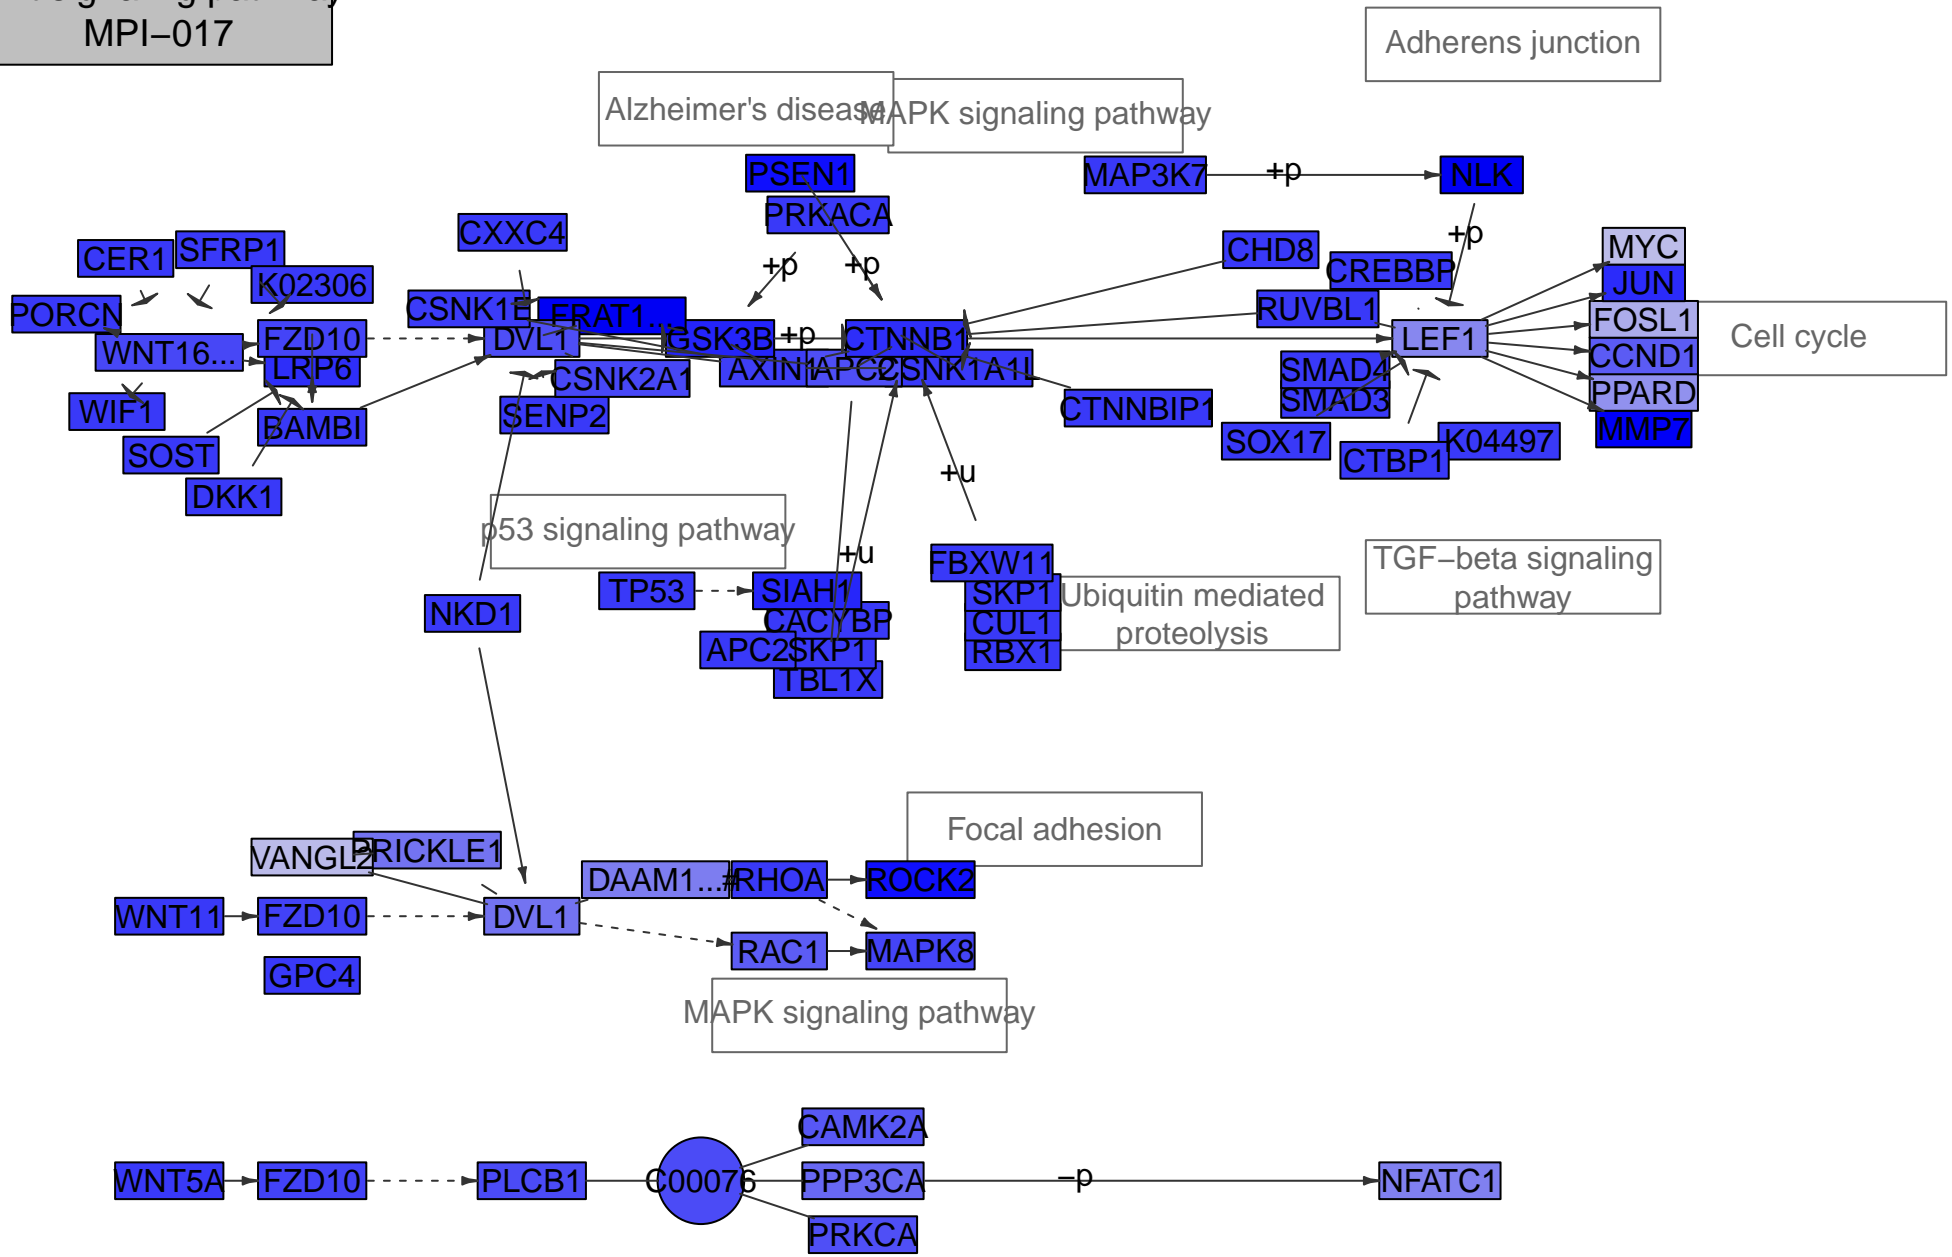 signaling pathway
MPI−017
Adherens junction
Alzheimer's disease
MAPK signaling pathway
PSEN1
MAP3K7
+p
NLK
PRKACA
CXXC4
+p
MYC
CER1
SFRP1
CHD8
CREBBP
+p
+p
JUN
K02306
PORCN
CSNK1E
FRAT1...
RUVBL1
FOSL1
WNT16...
FZD10
DVL1
GSK3B
+p
CTNNB1
LEF1
Cell cycle
LRP6
AXIN1
APC2
CSNK1A1L
SMAD4
CCND1
CSNK2A1
PPARD
WIF1
SENP2
CTNNBIP1
SMAD3
BAMBI
MMP7
SOST
SOX17
CTBP1
K04497
DKK1
+u
p53 signaling pathway
+u
FBXW11
TGF−beta signaling
pathway
TP53
SIAH1
SKP1
Ubiquitin mediated
proteolysis
NKD1
CACYBP
CUL1
APC2
SKP1
RBX1
TBL1X
Focal adhesion
VANGL2
PRICKLE1
DAAM1...
RHOA
ROCK2
WNT11
FZD10
DVL1
RAC1
MAPK8
GPC4
MAPK signaling pathway
CAMK2A
WNT5A
FZD10
PLCB1
C00076
PPP3CA
−p
NFATC1
PRKCA